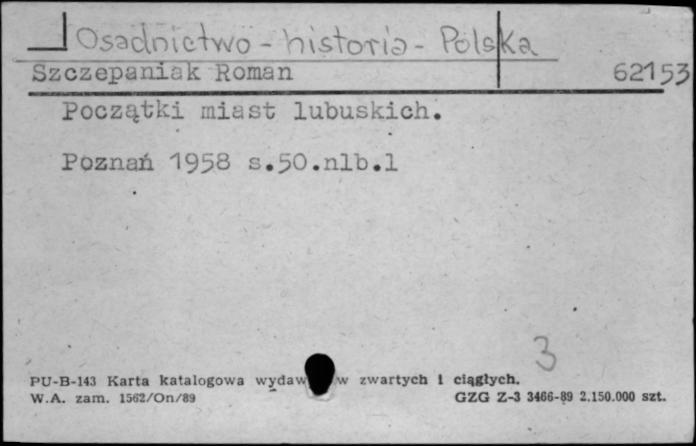 Osadnictwo - historia - Polska
Szczepaniak Roman 62153
Początki miast lubuskich.
Poznań 1958 s.50.nlb.1
3
PU-B-143 Karta katalogowa wydaw w zwartych i ciągłych.
W.A. zam. 1562/On/89 GZG Z-3 3466-89 2.150.000 szt.